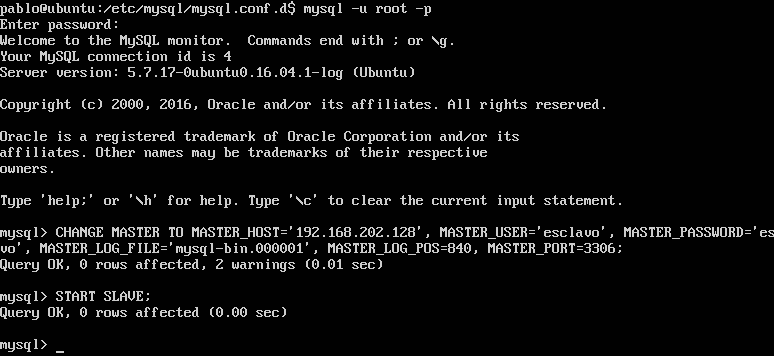 pablo@ubuntu:/etc/mysql/mysql.conf.d$ mysql -u root -p
Enter password:
Welcome to the MySQL monitor.  Commands end with ; or \g.
Your MySQL connection id is 4
Server version: 5.7.17-0ubuntu0.16.04.1-log (Ubuntu)
Copyright (c) 2000, 2016, Oracle and/or its affiliates. All rights reserved.
Oracle is a registered trademark of Oracle Corporation and/or its
affiliates. Other names may be trademarks of their respective
owners.
Type 'help;' or '\h' for help. Type '\c' to clear the current input statement.
mysql> CHANGE MASTER TO MASTER_HOST='192.168.202.128', MASTER_USER='esclavo', MASTER_PASSWORD='es
vo', MASTER_LOG_FILE='mysql-bin.000001', MASTER_LOG_POS=840, MASTER_PORT=3306;
Query OK, 0 rows affected, 2 warnings (0.01 sec)
mysql> START SLAVE;
Query OK, 0 rows affected (0.00 sec)
mysql> _